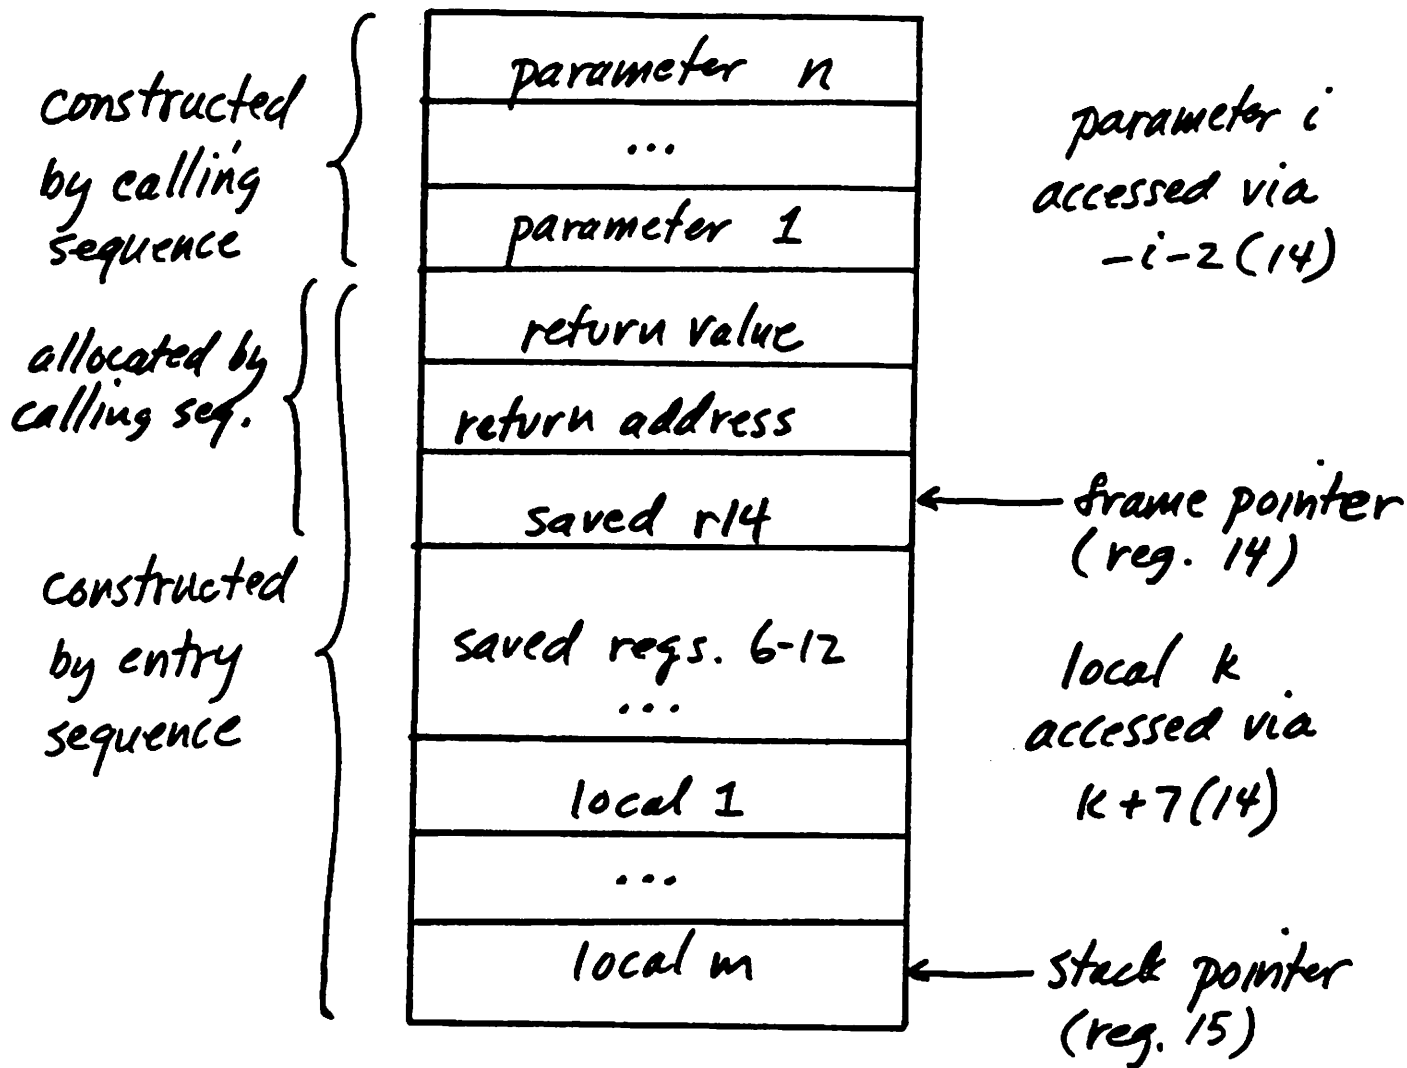 constructed
by calling
sequence
allocated by
calling seq.
constructed
by entry
sequence
parameter n
...
parameter 1
return value
return address
saved r14
saved regs. 6-12
...
local 1
...
local m
parameter i
accessed via
-i-2(14)
frame pointer
(reg. 14)
local k
accessed via
k+7(14)
stack pointer
(reg. 15)